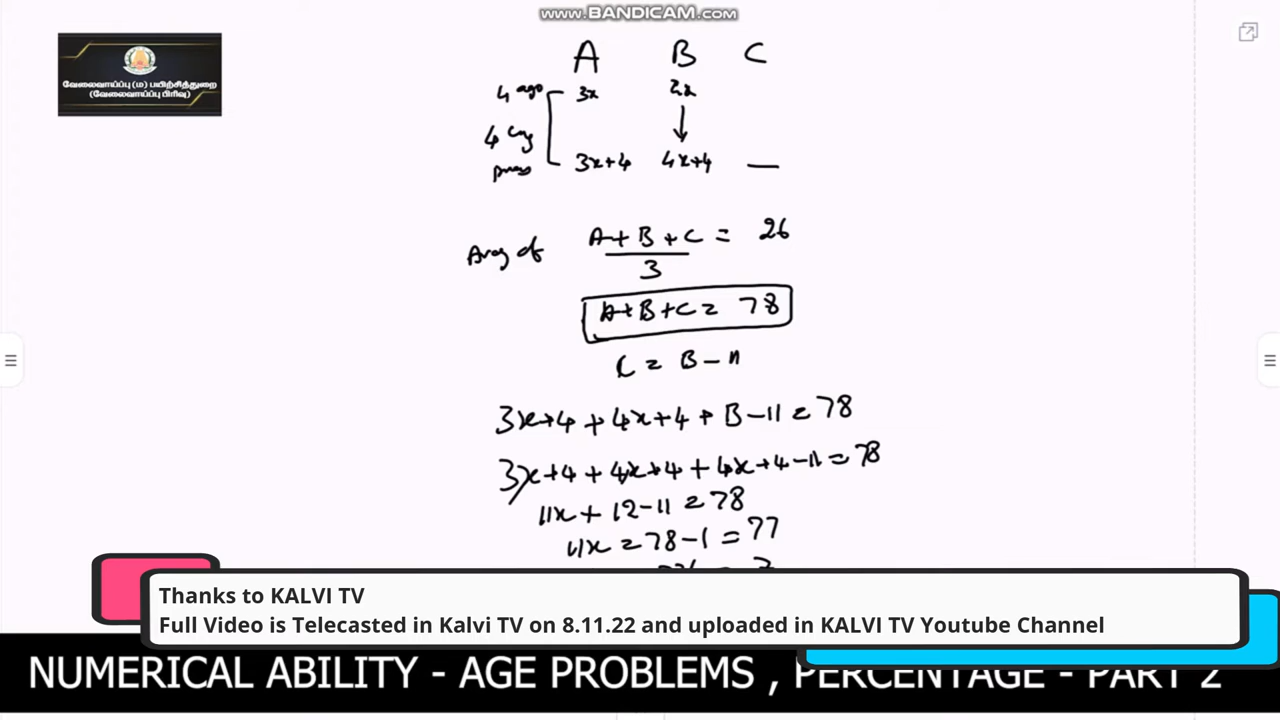 www.BANDICAM.com
வேலைவாய்ப்பு (ம) பயிற்சித்துறை
(வேலைவாய்ப்பு பிரிவு)
A B C
4 ago 3x
4
3x+4 4x+4 —
Avg of A+B+C = 26
3
A+B+C = 78
C = B - 11
3x+4 + 4x+4 + B-11 = 78
3x+4 + 4x+4 + 4x+4-11 = 78
11x + 12-11 = 78
11x = 78-1 = 77
Thanks to KALVI TV
Full Video is Telecasted in Kalvi TV on 8.11.22 and uploaded in KALVI TV Youtube Channel
NUMERICAL ABILITY - AGE PROBLEMS , PERCENTAGE - PART 2